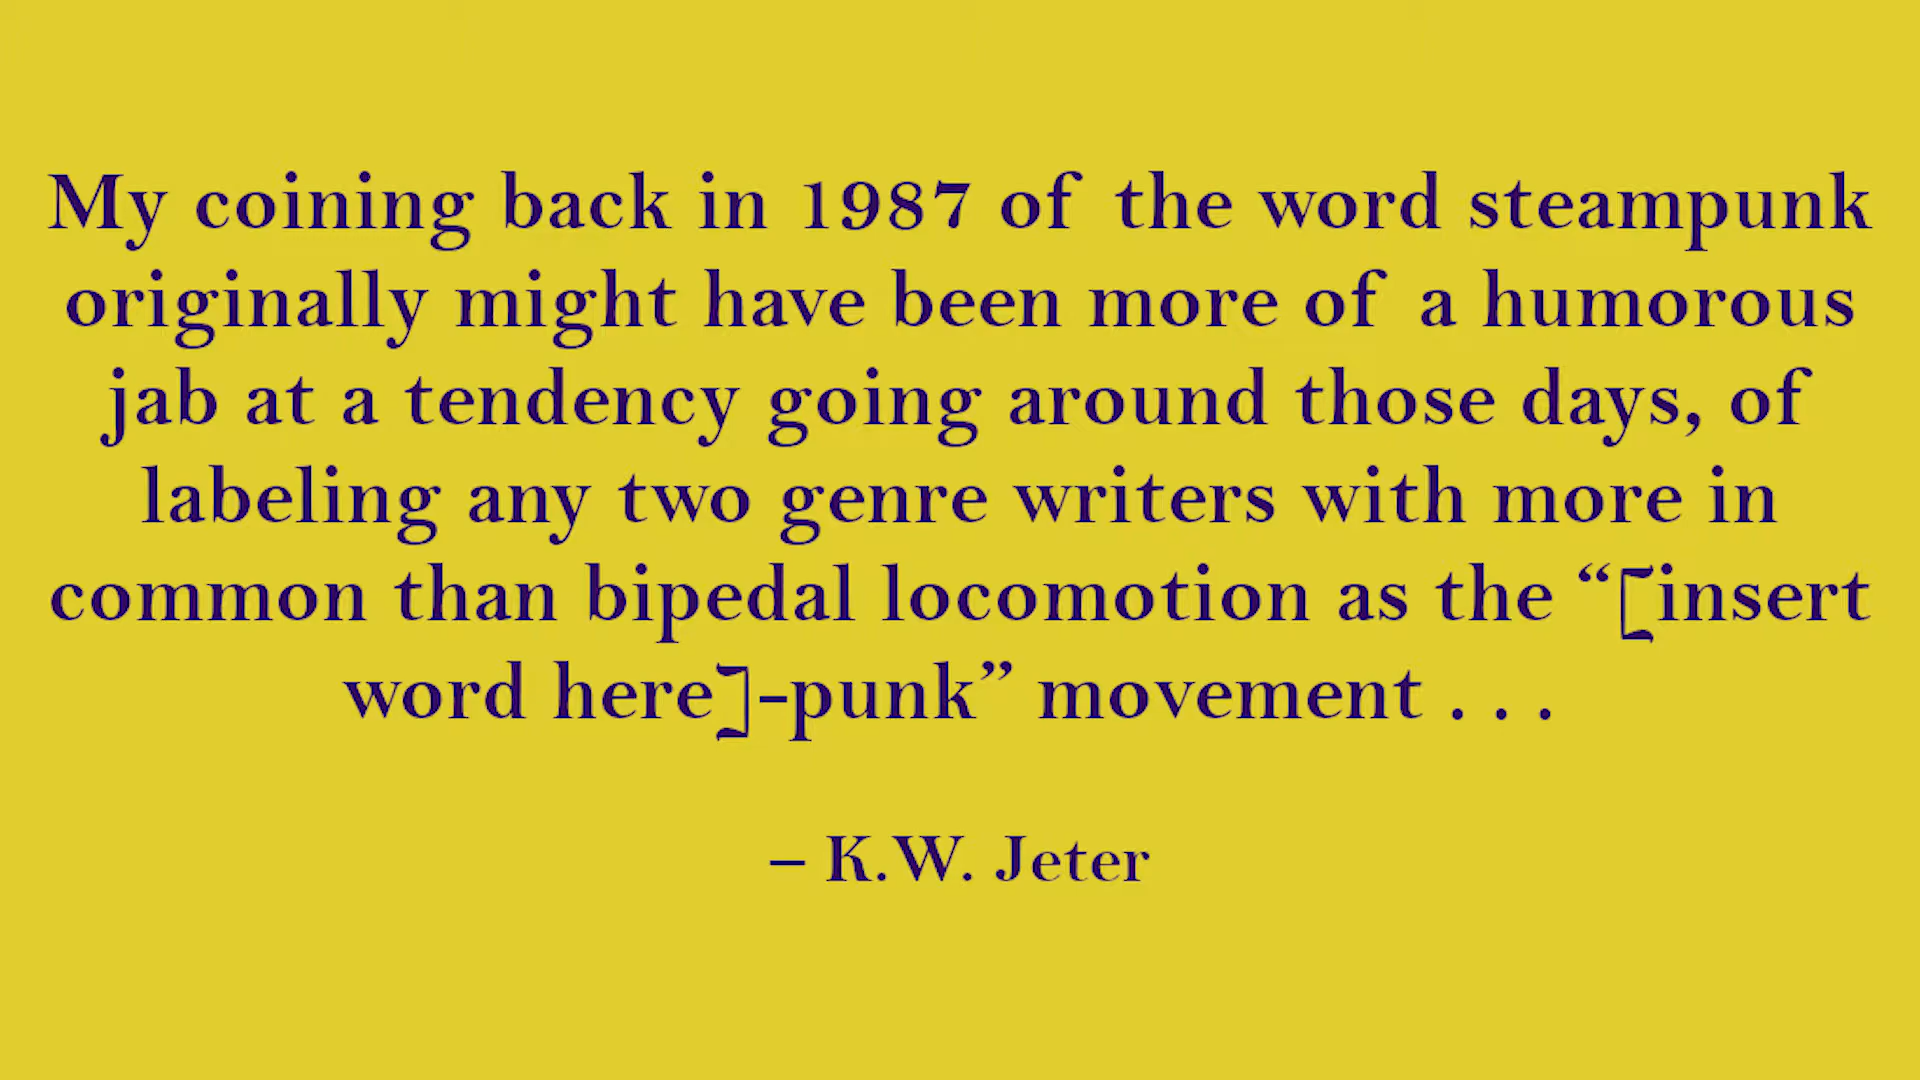 My coining back in 1987 of the word steampunk
originally might have been more of a humorous
jab at a tendency going around those days, of
labeling any two genre writers with more in
common than bipedal locomotion as the “[insert
word here]-punk” movement . . .
– K.W. Jeter